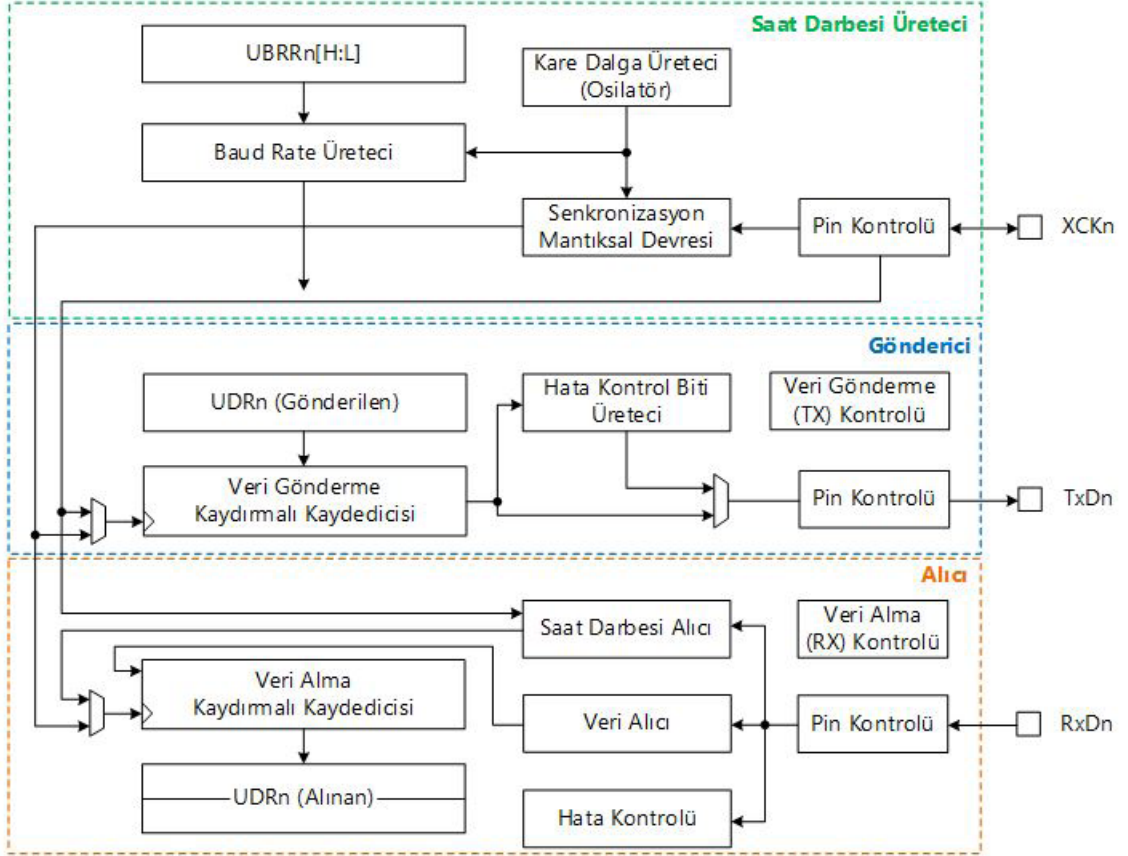 Saat Darbesi Üreteci
UBRRn[H:L]
Kare Dalga Üreteci
(Osilatör)
Baud Rate Üreteci
Senkronizasyon
Mantıksal Devresi
Pin Kontrolü
XCKn
Gönderici
UDRn (Gönderilen)
Hata Kontrol Biti
Üreteci
Veri Gönderme
(TX) Kontrolü
Veri Gönderme
Kaydırmalı Kaydedicisi
Pin Kontrolü
TxDn
Alıcı
Saat Darbesi Alıcı
Veri Alma
(RX) Kontrolü
Veri Alma
Kaydırmalı Kaydedicisi
Veri Alıcı
Pin Kontrolü
RxDn
UDRn (Alınan)
Hata Kontrolü